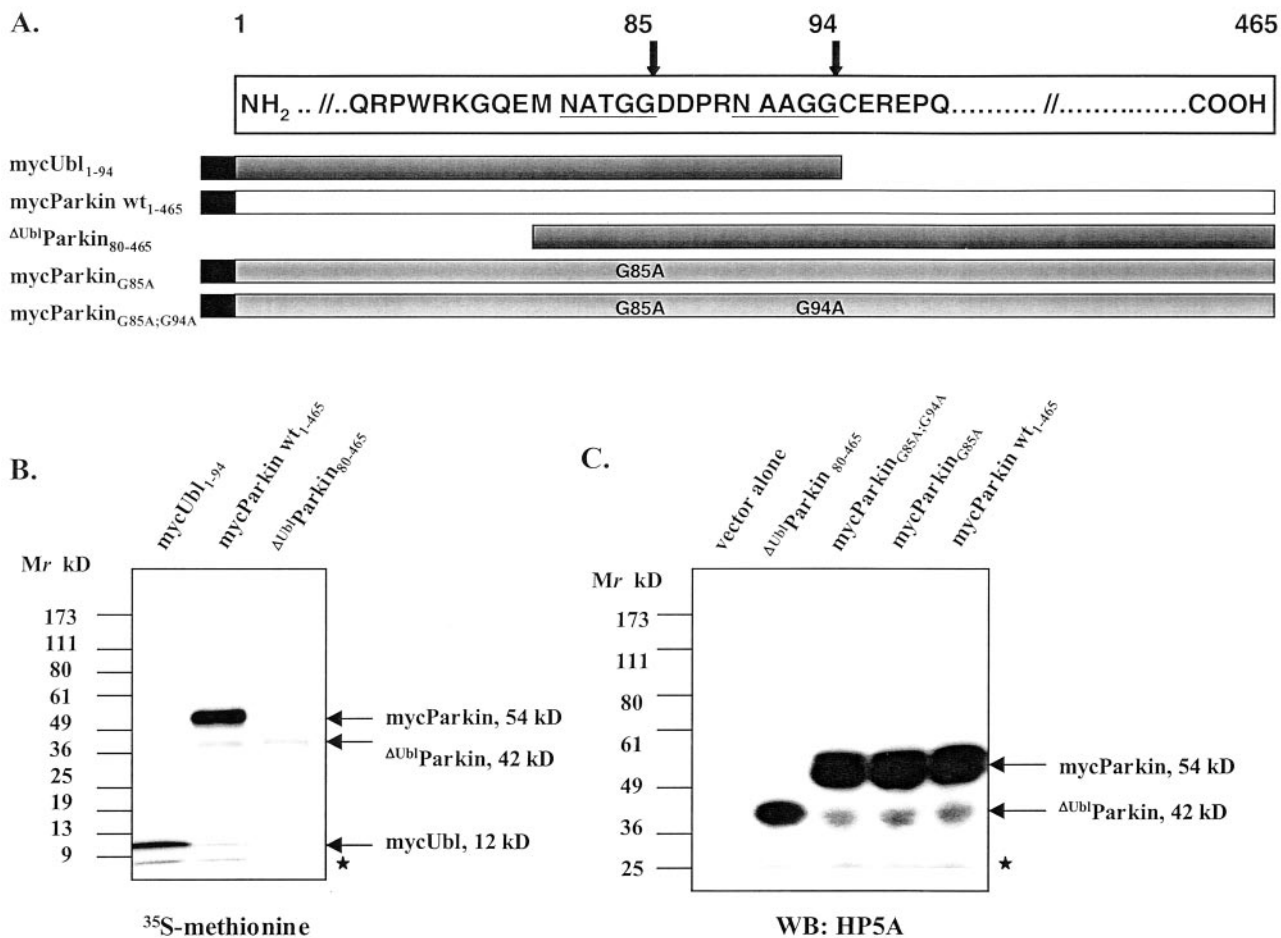 A.
1 85 94 465
NH2 .. //..QRPWRKGQEM NATGGDDPRN AAGGCEREPQ.......... //.........……COOH
mycUbl1-94
mycParkin wt1-465
ΔUblParkin80-465
mycParkinG85A
G85A
mycParkinG85A;G94A
G85A G94A
B.
mycUbl1-94
mycParkin wt1-465
ΔUblParkin80-465
Mr kD
173
111
80
61
49
36
25
19
13
9
mycParkin, 54 kD
ΔUblParkin, 42 kD
mycUbl, 12 kD
★
35S-methionine
C.
vector alone
ΔUblParkin 80-465
mycParkinG85A;G94A
mycParkinG85A
mycParkin wt1-465
Mr kD
173
111
80
61
49
36
25
mycParkin, 54 kD
ΔUblParkin, 42 kD
★
WB: HP5A